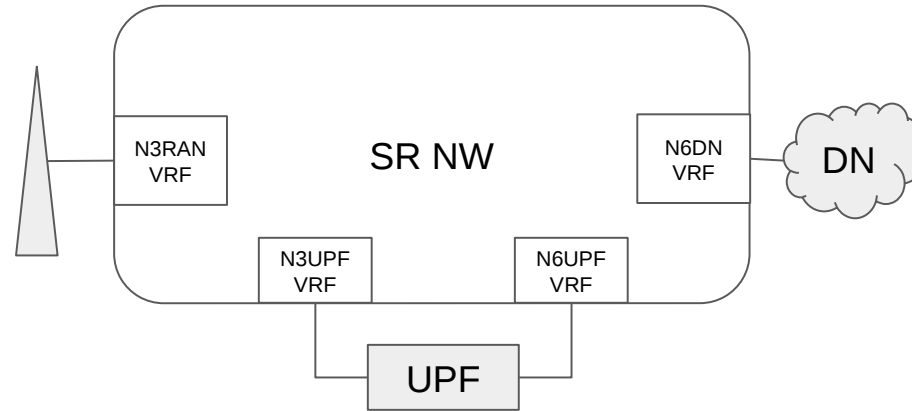 N3RAN
VRF
SR NW
N6DN
VRF
DN
N3UPF
VRF
N6UPF
VRF
UPF